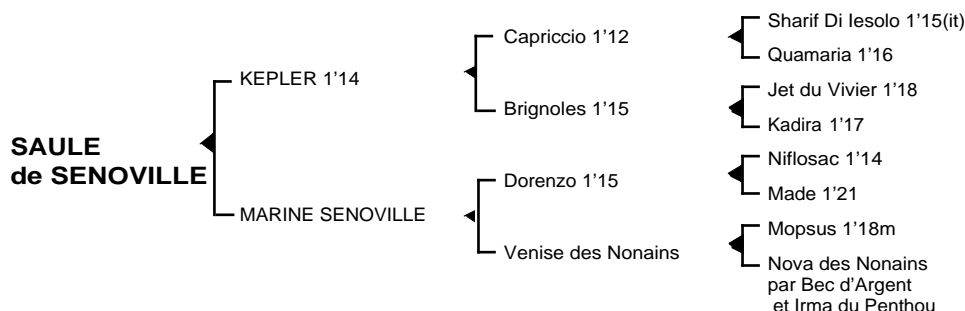 SAULE
de SENOVILLE
KEPLER 1’14
MARINE SENOVILLE
Capriccio 1’12
Brignoles 1’15
Dorenzo 1’15
Venise des Nonains
Sharif Di Iesolo 1’15(it)
Quamaria 1’16
Jet du Vivier 1’18
Kadira 1’17
Niflosac 1’14
Made 1’21
Mopsus 1’18m
Nova des Nonains
par Bec d’Argent
et Irma du Penthou